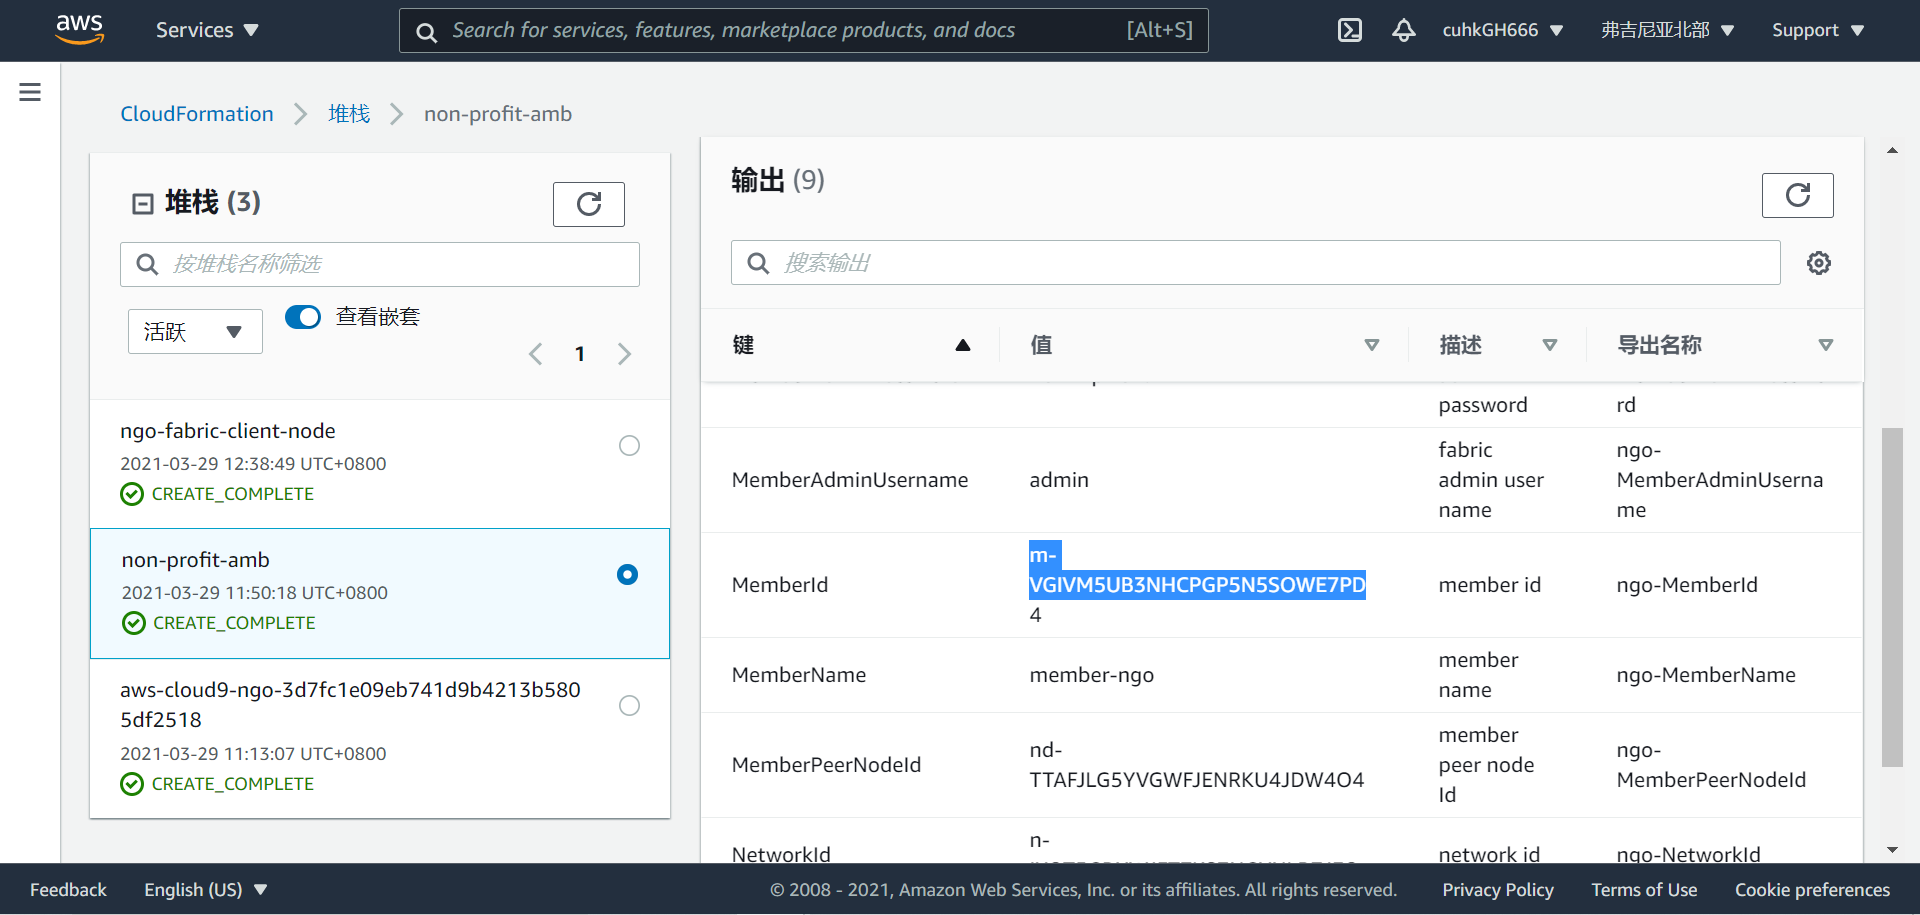 aws
Services
Search for services, features, marketplace products, and docs [Alt+S]
cuhkGH666
弗吉尼亚北部
Support
CloudFormation
堆栈
non-profit-amb
堆栈 (3)
按堆栈名称筛选
活跃
查看嵌套
1
ngo-fabric-client-node
2021-03-29 12:38:49 UTC+0800
CREATE_COMPLETE
non-profit-amb
2021-03-29 11:50:18 UTC+0800
CREATE_COMPLETE
aws-cloud9-ngo-3d7fc1e09eb741d9b4213b580
5df2518
2021-03-29 11:13:07 UTC+0800
CREATE_COMPLETE
输出 (9)
搜索输出
键 值 描述 导出名称
password
rd
MemberAdminUsername
admin
fabric
admin user
name
ngo-
MemberAdminUserna
me
MemberId
m-
VGIVM5UB3NHCPGP5N5SOWE7PD
4
member id
ngo-MemberId
MemberName
member-ngo
member
name
ngo-MemberName
MemberPeerNodeId
nd-
TTAFJLG5YVGWFJENRKU4JDW4O4
member
peer node
Id
ngo-
MemberPeerNodeId
NetworkId
n-
network id
ngo-NetworkId
Feedback
English (US)
© 2008 - 2021, Amazon Web Services, Inc. or its affiliates. All rights reserved.
Privacy Policy
Terms of Use
Cookie preferences